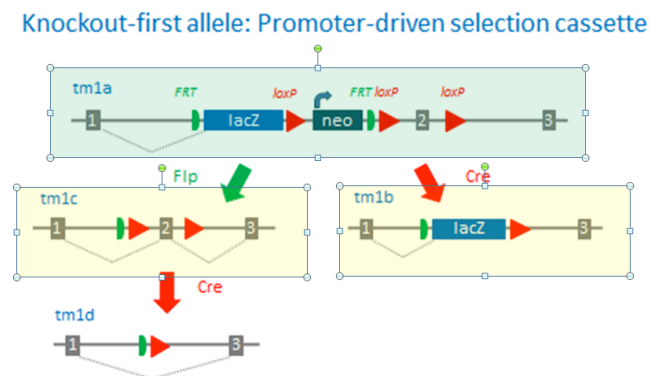 Knockout-first allele: Promoter-driven selection cassette
tm1a
FRT loxP FRT loxP loxP
1 lacZ neo 2 3
Flp Cre
tm1c
1 2 3
tm1b
1 lacZ 3
Cre
tm1d
1 3